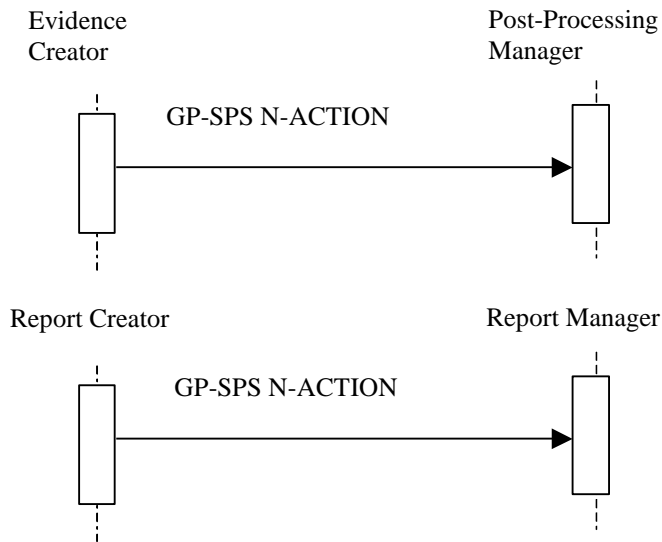 Evidence
Creator
Post-Processing
Manager
GP-SPS N-ACTION
Report Creator
Report Manager
GP-SPS N-ACTION